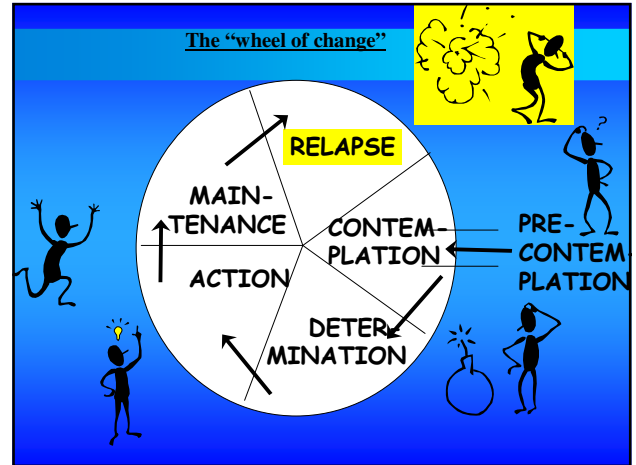 The “wheel of change”
?
RELAPSE
MAIN-
TENANCE
CONTEM-
PLATION
PRE-
CONTEM-
PLATION
ACTION
DETER
MINATION